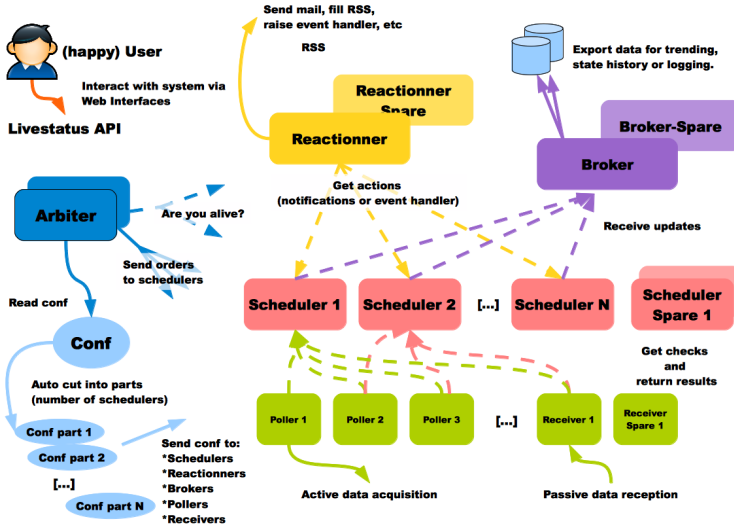 Send mail, fill RSS,
raise event handler, etc
RSS
(happy) User
Interact with system via
Web Interfaces
Livestatus API
Export data for trending,
state history or logging.
Reactionner
Spare
Reactionner
Broker-Spare
Broker
Arbiter
Are you alive?
Get actions
(notifications or event handler)
Receive updates
Send orders
to schedulers
Read conf
Scheduler 1
Scheduler 2
[...]
Scheduler N
Scheduler
Spare 1
Conf
Get checks
and
return results
Auto cut into parts
(number of schedulers)
Poller 1
Poller 2
Poller 3
[...]
Receiver 1
Receiver
Spare 1
Conf part 1
Conf part 2
[...]
Conf part N
Send conf to:
*Schedulers
*Reactionners
*Brokers
*Pollers
*Receivers
Active data acquisition
Passive data reception